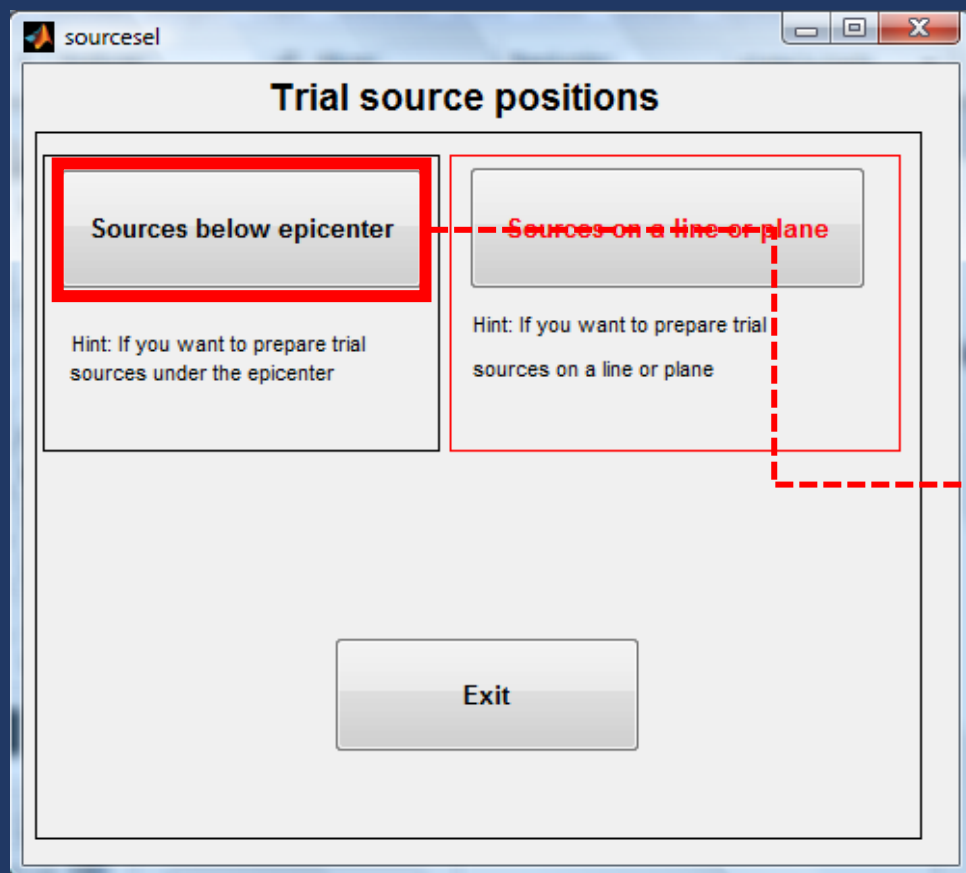 sourcesel
Trial source positions
Sources below epicenter
Hint: If you want to prepare trial
sources under the epicenter
Sources on a line or plane
Hint: If you want to prepare trial
sources on a line or plane
Exit